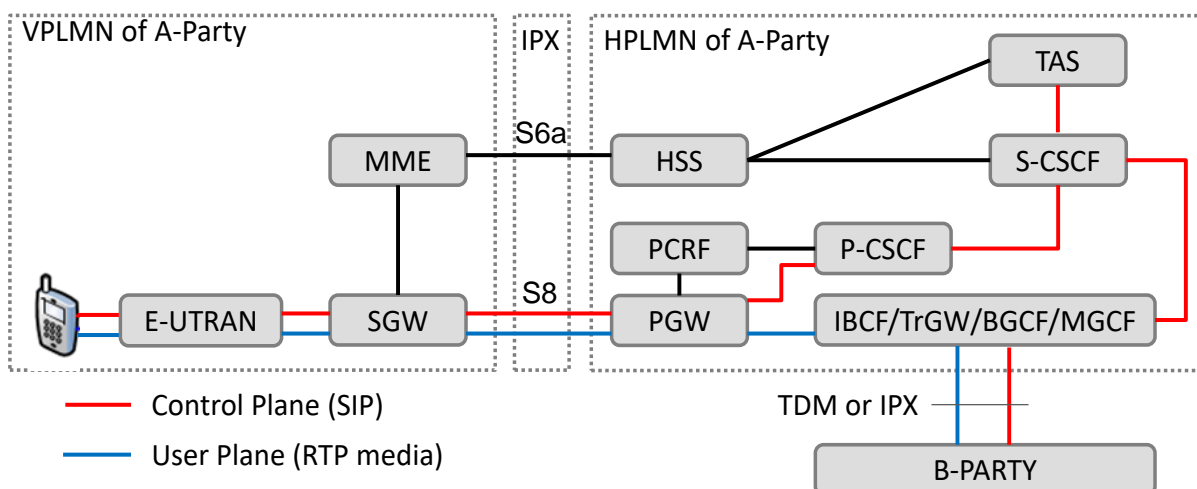 VPLMN of A-Party
IPX
HPLMN of A-Party
TAS
S6a
MME
HSS
S-CSCF
PCRF
P-CSCF
S8
E-UTRAN
SGW
PGW
IBCF/TrGW/BGCF/MGCF
Control Plane (SIP)
TDM or IPX
User Plane (RTP media)
B-PARTY